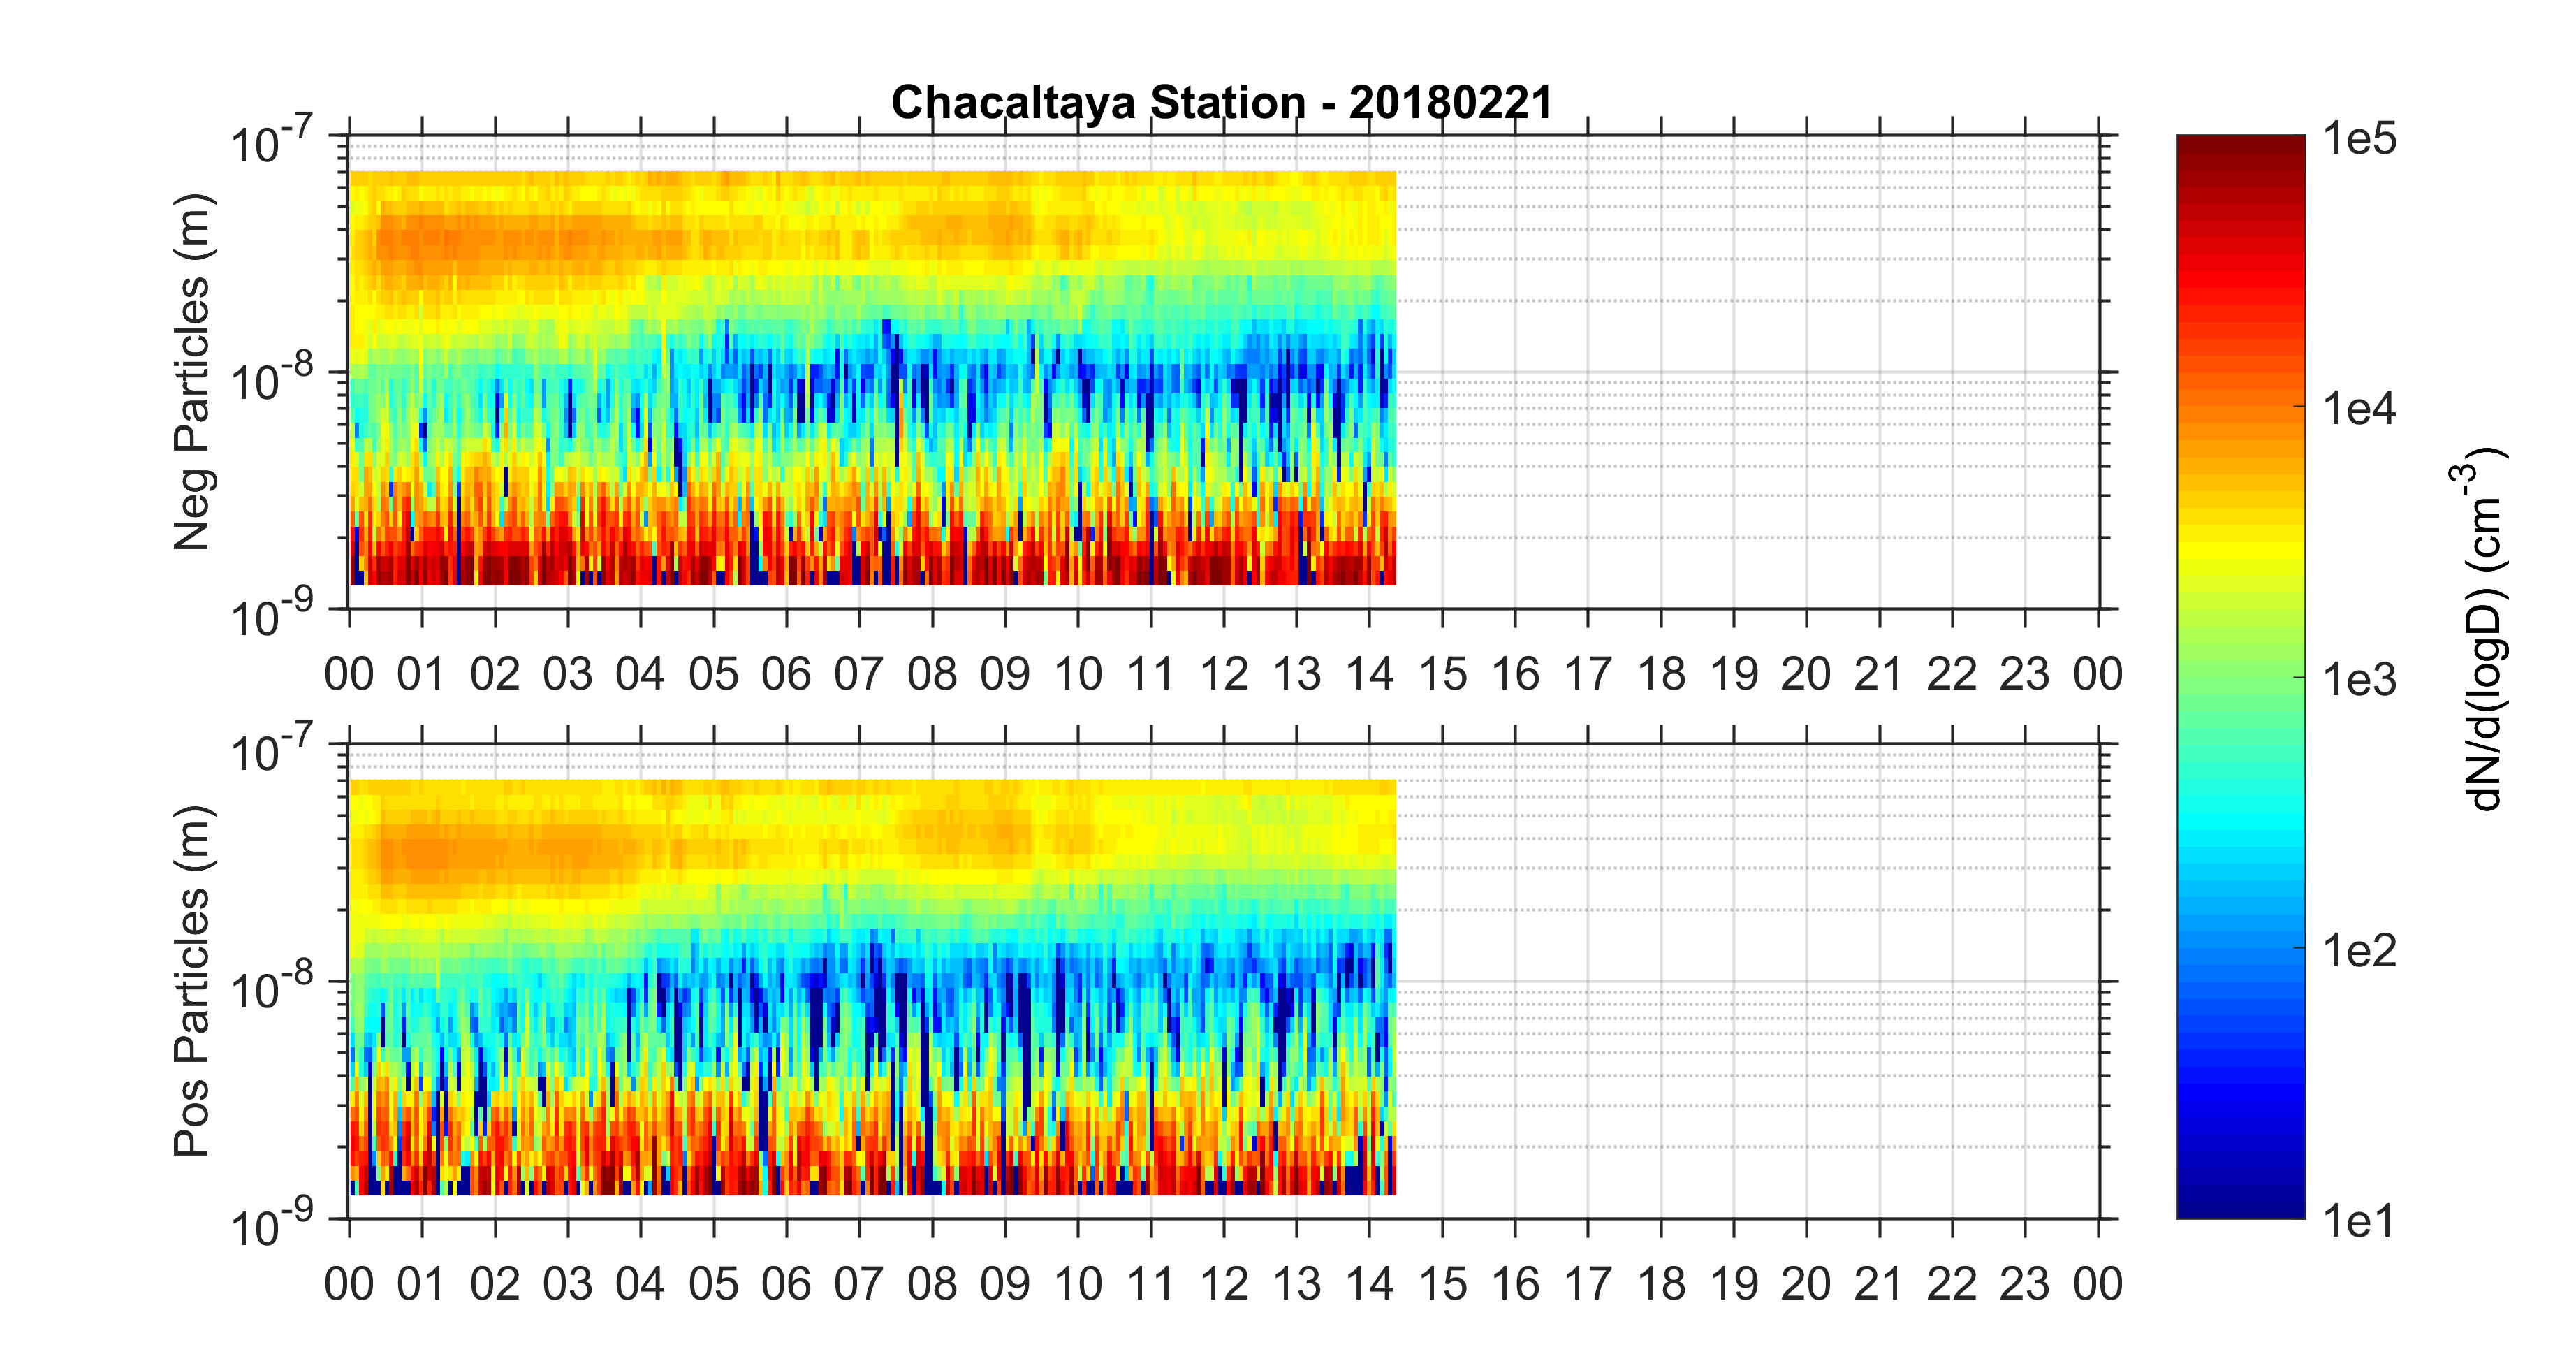 Chacaltaya Station - 20180221
Neg Particles (m)
10-7
10-8
10-9
00 01 02 03 04 05 06 07 08 09 10 11 12 13 14 15 16 17 18 19 20 21 22 23 00
Pos Particles (m)
10-7
10-8
10-9
00 01 02 03 04 05 06 07 08 09 10 11 12 13 14 15 16 17 18 19 20 21 22 23 00
1e5
1e4
1e3
1e2
1e1
dN/d(logD) (cm-3)